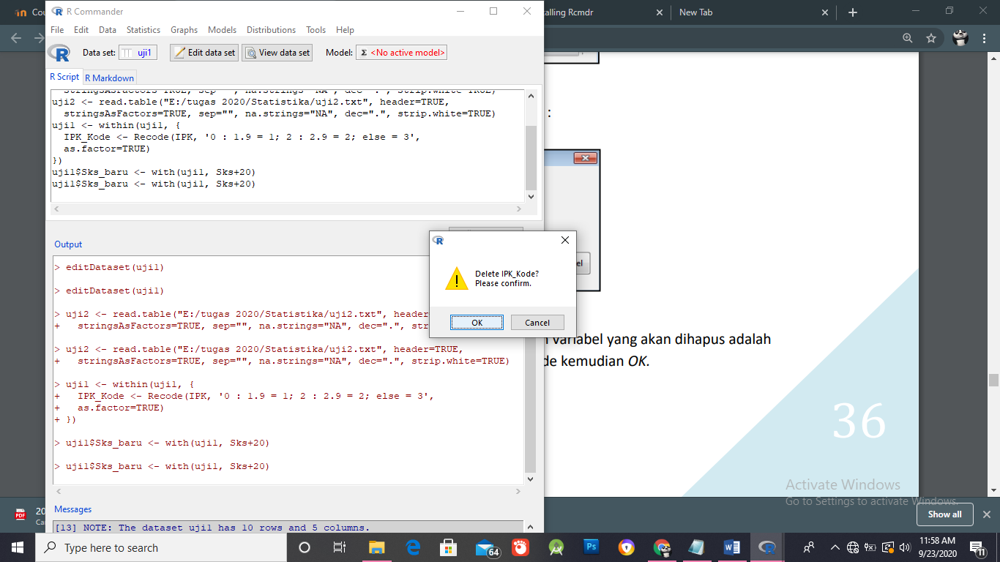 Cou
R Commander
alling Rcmdr
New Tab
File Edit Data Statistics Graphs Models Distributions Tools Help
Data set: uji1 Edit data set View data set Model: Σ <No active model>
R Script R Markdown
stringsAsFactors=TRUE, sep="", na.strings="NA", dec=".", strip.white=TRUE)
uji2 <- read.table("E:/tugas 2020/Statistika/uji2.txt", header=TRUE,
stringsAsFactors=TRUE, sep="", na.strings="NA", dec=".", strip.white=TRUE)
uji1 <- within(uji1, {
IPK_Kode <- Recode(IPK, '0 : 1.9 = 1; 2 : 2.9 = 2; else = 3',
as.factor=TRUE)
})
uji1$Sks_baru <- with(uji1, Sks+20)
uji1$Sks_baru <- with(uji1, Sks+20)
:
Output
> editDataset(uji1)
> editDataset(uji1)
> uji2 <- read.table("E:/tugas 2020/Statistika/uji2.txt", header
+ stringsAsFactors=TRUE, sep="", na.strings="NA", dec=".", str
> uji2 <- read.table("E:/tugas 2020/Statistika/uji2.txt", header=TRUE,
+ stringsAsFactors=TRUE, sep="", na.strings="NA", dec=".", strip.white=TRUE)
> uji1 <- within(uji1, {
+ IPK_Kode <- Recode(IPK, '0 : 1.9 = 1; 2 : 2.9 = 2; else = 3',
+ as.factor=TRUE)
+ })
> uji1$Sks_baru <- with(uji1, Sks+20)
> uji1$Sks_baru <- with(uji1, Sks+20)
Delete IPK_Kode?
Please confirm.
OK Cancel
el
variabel yang akan dihapus adalah
de kemudian OK.
36
Messages
[13] NOTE: The dataset uji1 has 10 rows and 5 columns.
Activate Windows
Go to Settings to activate Windows.
PDF
20
Ca
Show all
Type here to search
64
Ps
W
11:58 AM
9/23/2020
11